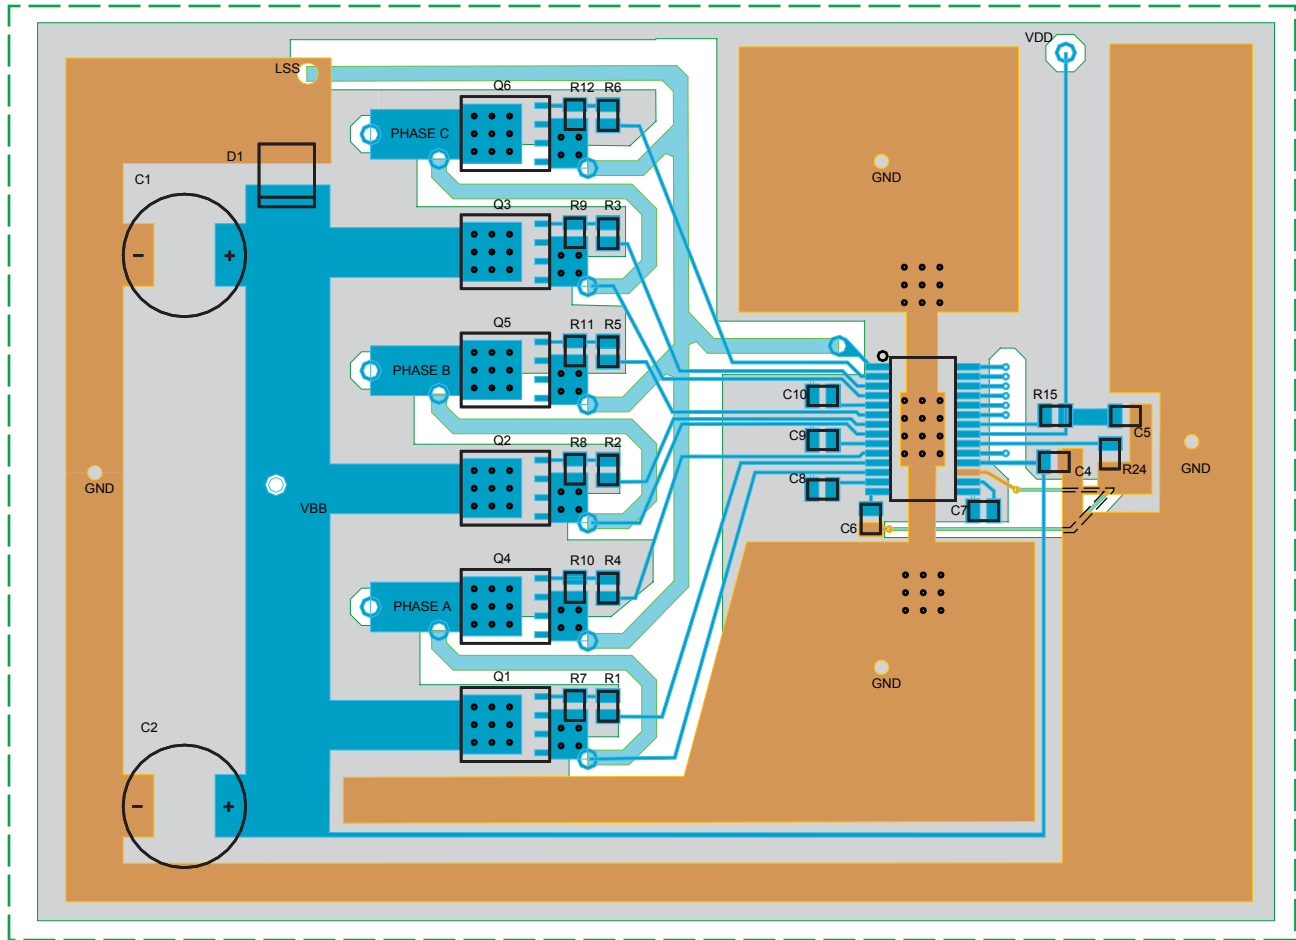 VDD
LSS
Q6
R12 R6
PHASE C
D1
GND
C1
Q3
R9 R3
- +
Q5
R11 R5
PHASE B
C10
R15
C5
C9
Q2
R8 R2
C4
R24
GND
GND
C8
VBB
C7
C6
Q4
R10 R4
PHASE A
GND
Q1
R7 R1
C2
- +